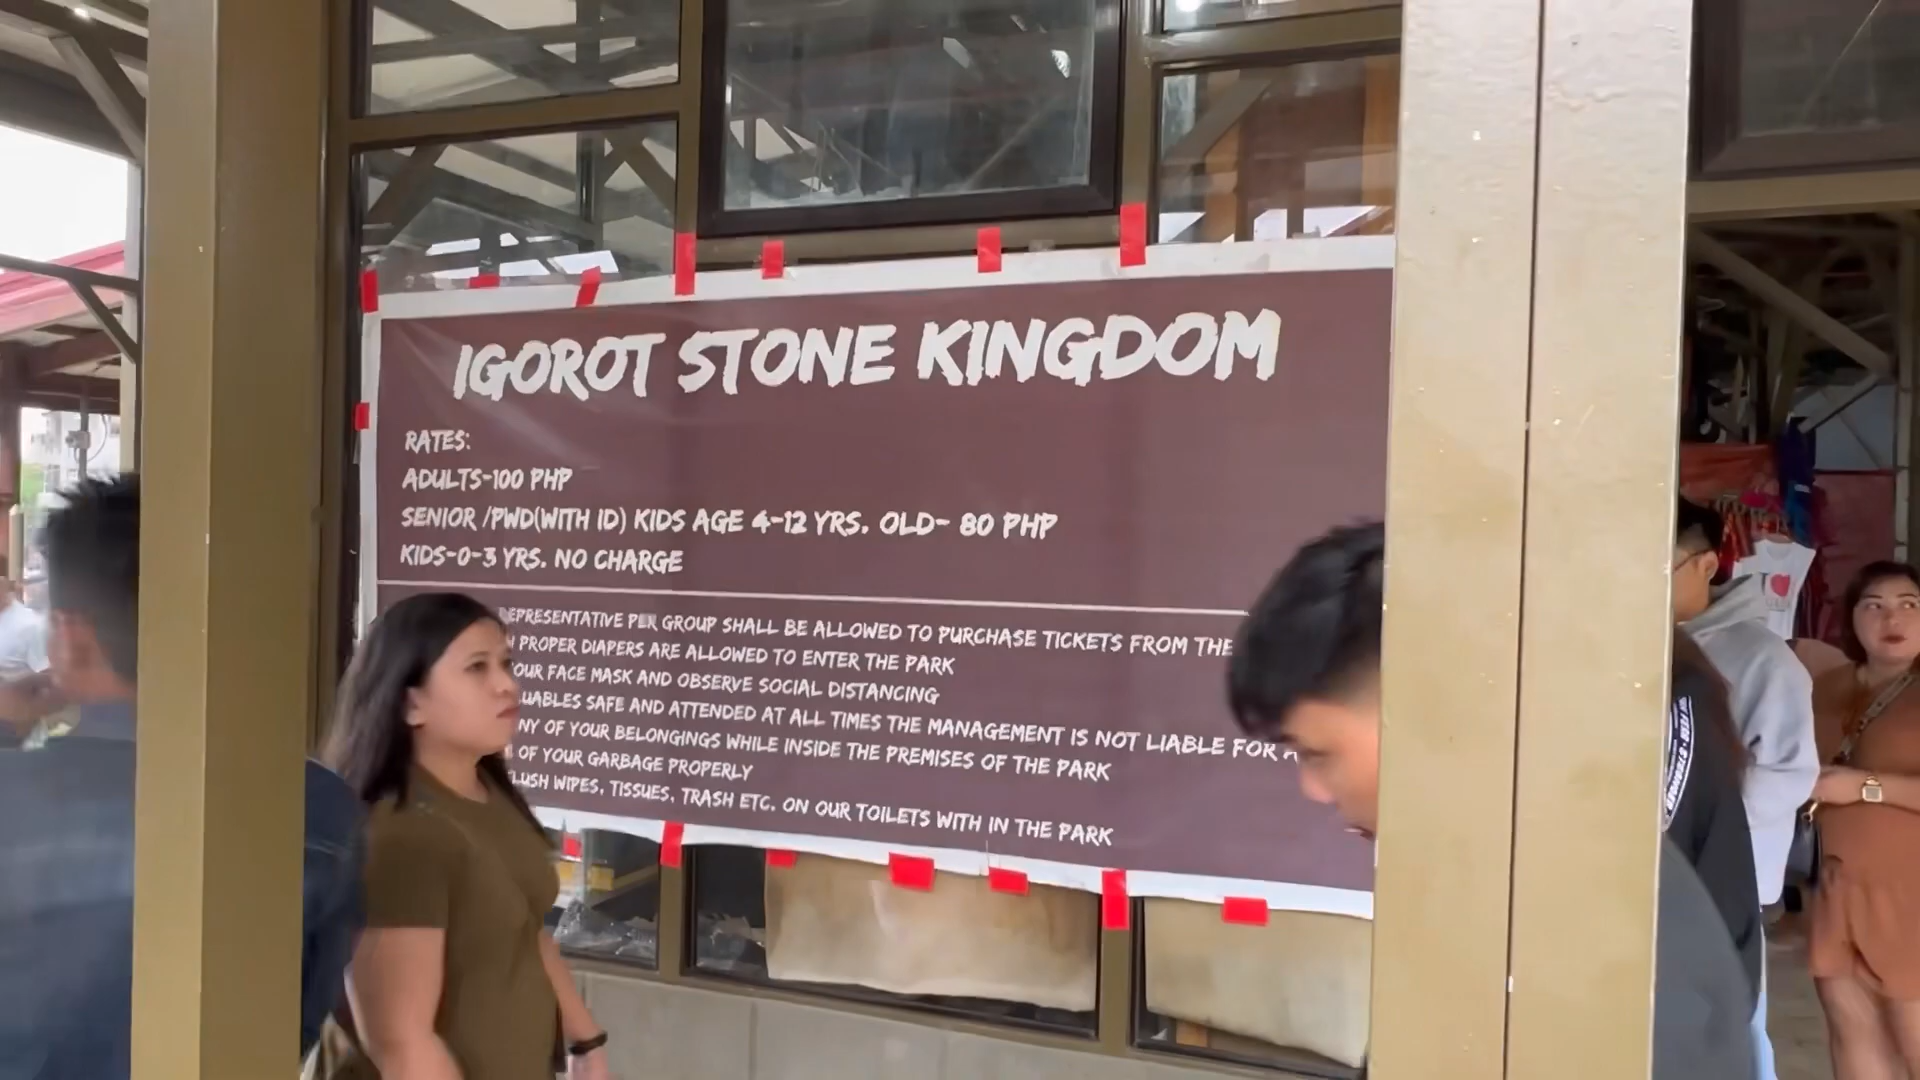 IGOROT STONE KINGDOM
RATES:
ADULTS-100 PHP
SENIOR /PWD(WITH ID) KIDS AGE 4-12 YRS. OLD- 80 PHP
KIDS-0-3 YRS. NO CHARGE
EPRESENTATIVE PER GROUP SHALL BE ALLOWED TO PURCHASE TICKETS FROM THE
PROPER DIAPERS ARE ALLOWED TO ENTER THE PARK
OUR FACE MASK AND OBSERVE SOCIAL DISTANCING
UABLES SAFE AND ATTENDED AT ALL TIMES THE MANAGEMENT IS NOT LIABLE FOR
NY OF YOUR BELONGINGS WHILE INSIDE THE PREMISES OF THE PARK
OF YOUR GARBAGE PROPERLY
LUSH WIPES, TISSUES, TRASH ETC. ON OUR TOILETS WITH IN THE PARK